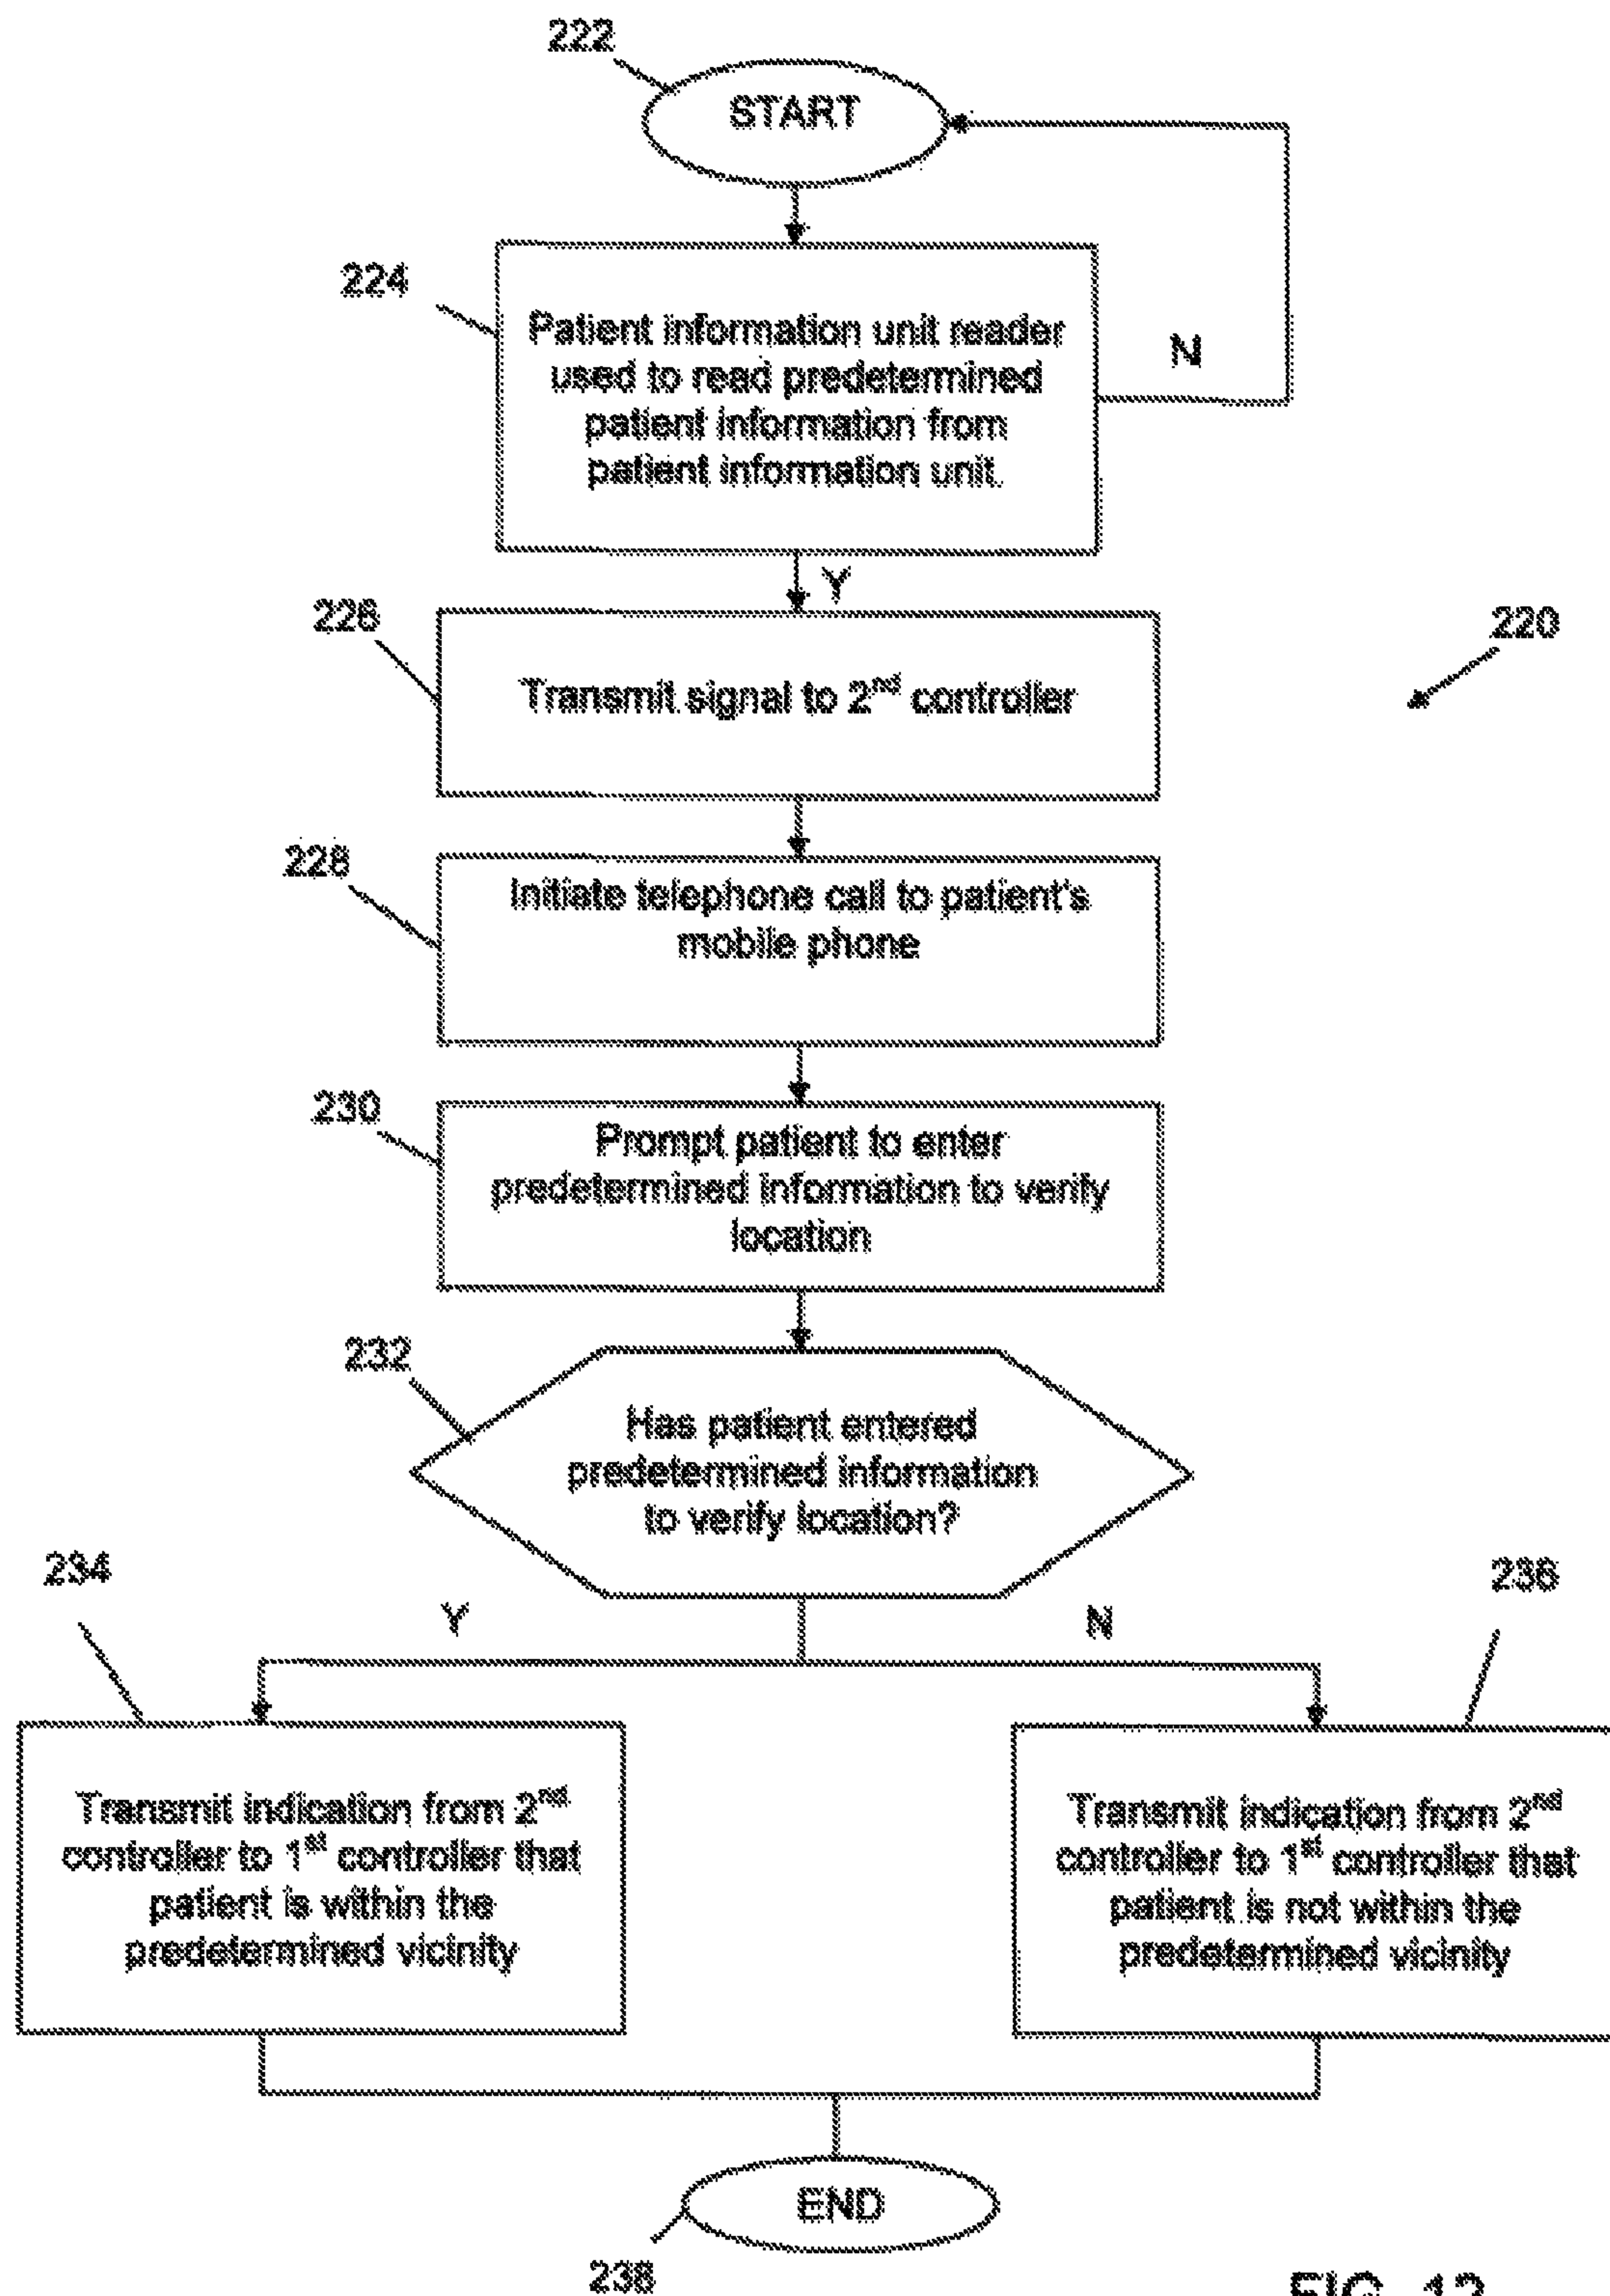 222
START
224
Patient information unit reader
used to read predetermined
patient information from
patient information unit.
N
Y
226
Transmit signal to 2nd controller
220
228
Initiate telephone call to patient's
mobile phone
230
Prompt patient to enter
predetermined information to verify
location
232
Has patient entered
predetermined information
to verify location?
234
Y
N
236
Transmit indication from 2nd
controller to 1st controller that
patient is within the
predetermined vicinity
Transmit indication from 2nd
controller to 1st controller that
patient is not within the
predetermined vicinity
END
238
FIG.